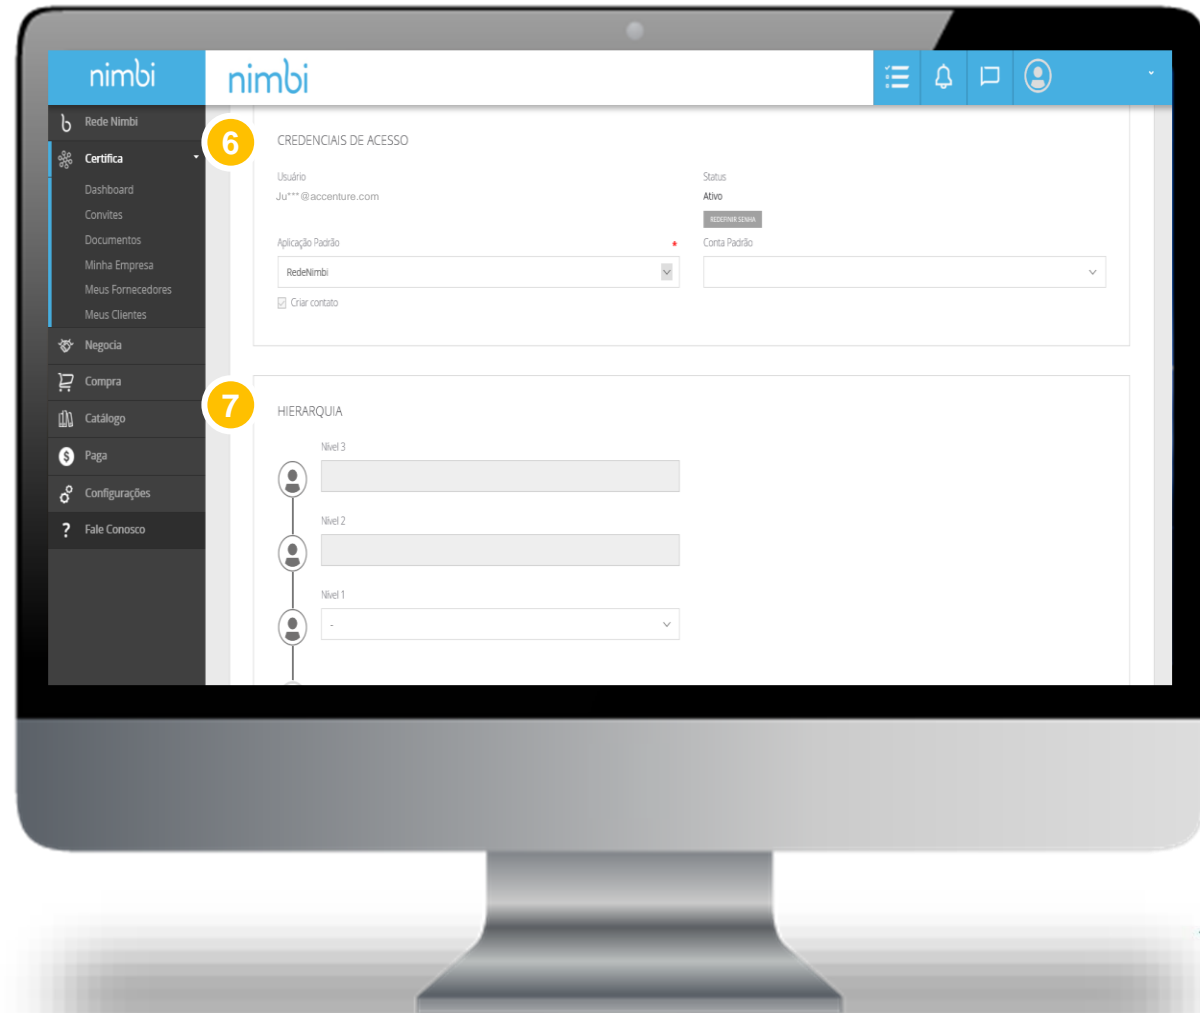 nimbi
nimbi
Rede Nimbi
Certifica
Dashboard
Convites
Documentos
Minha Empresa
Meus Fornecedores
Meus Clientes
Negocia
Compra
Catálogo
Paga
Configurações
Fale Conosco
6
CREDENCIAIS DE ACESSO
Usuário
Ju***@accenture.com
Status
Ativo
REDEFINIR SENHA
Aplicação Padrão *
RedeNimbi
Conta Padrão
Criar contato
7
HIERARQUIA
Nível 3
Nível 2
Nível 1
-